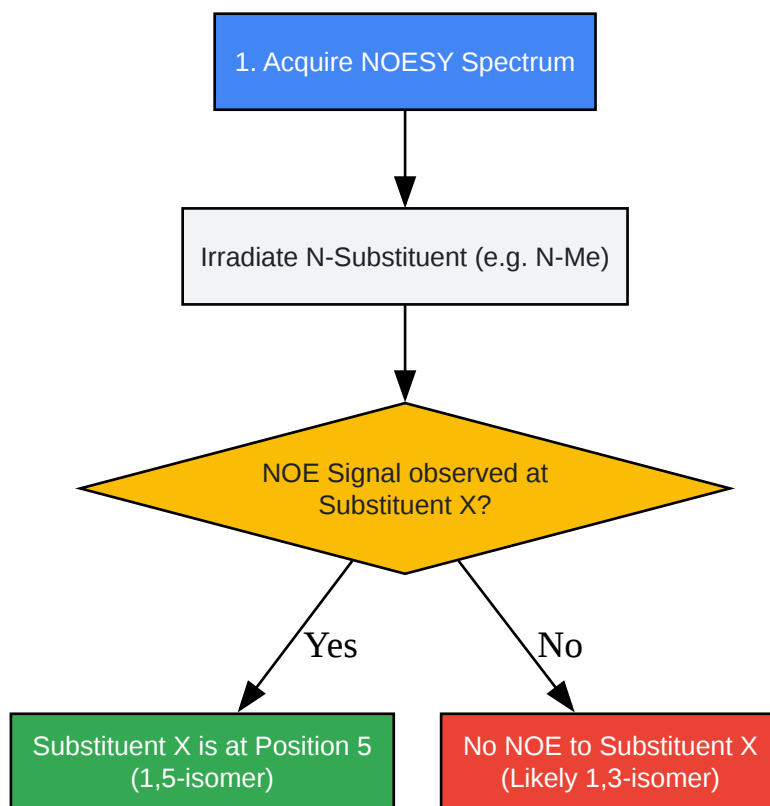 1. Acquire NOESY Spectrum
Irradiate N-Substituent (e.g. N-Me)
NOE Signal observed at
Substituent X?
Yes
No
Substituent X is at Position 5
(1,5-isomer)
No NOE to Substituent X
(Likely 1,3-isomer)